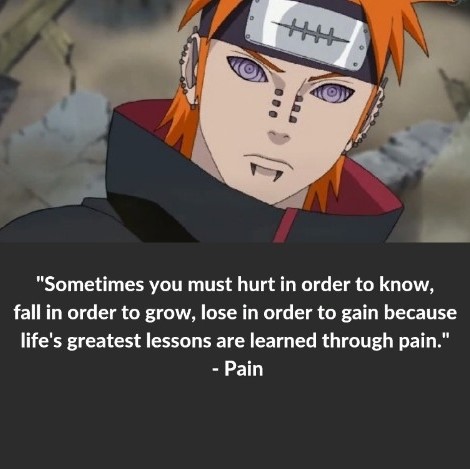 "Sometimes you must hurt in order to know,
fall in order to grow, lose in order to gain because
life's greatest lessons are learned through pain."
- Pain